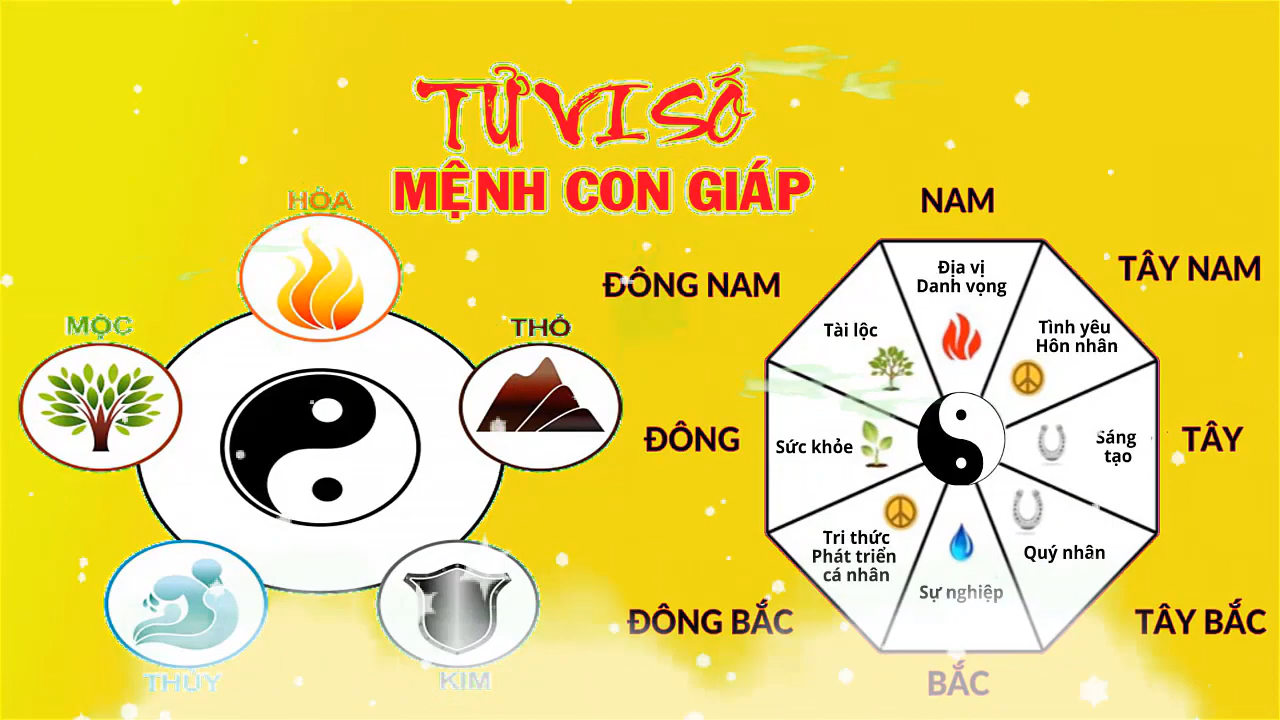 TỬ VI SỐ
MỆNH CON GIÁP
HỎA
MỘC
THỔ
THỦY
KIM
NAM
ĐÔNG NAM
TÂY NAM
ĐÔNG
TÂY
ĐÔNG BẮC
TÂY BẮC
BẮC
Địa vị
Danh vọng
Tài lộc
Tình yêu
Hôn nhân
Sức khỏe
Sáng
tạo
Tri thức
Phát triển
cá nhân
Quý nhân
Sự nghiệp